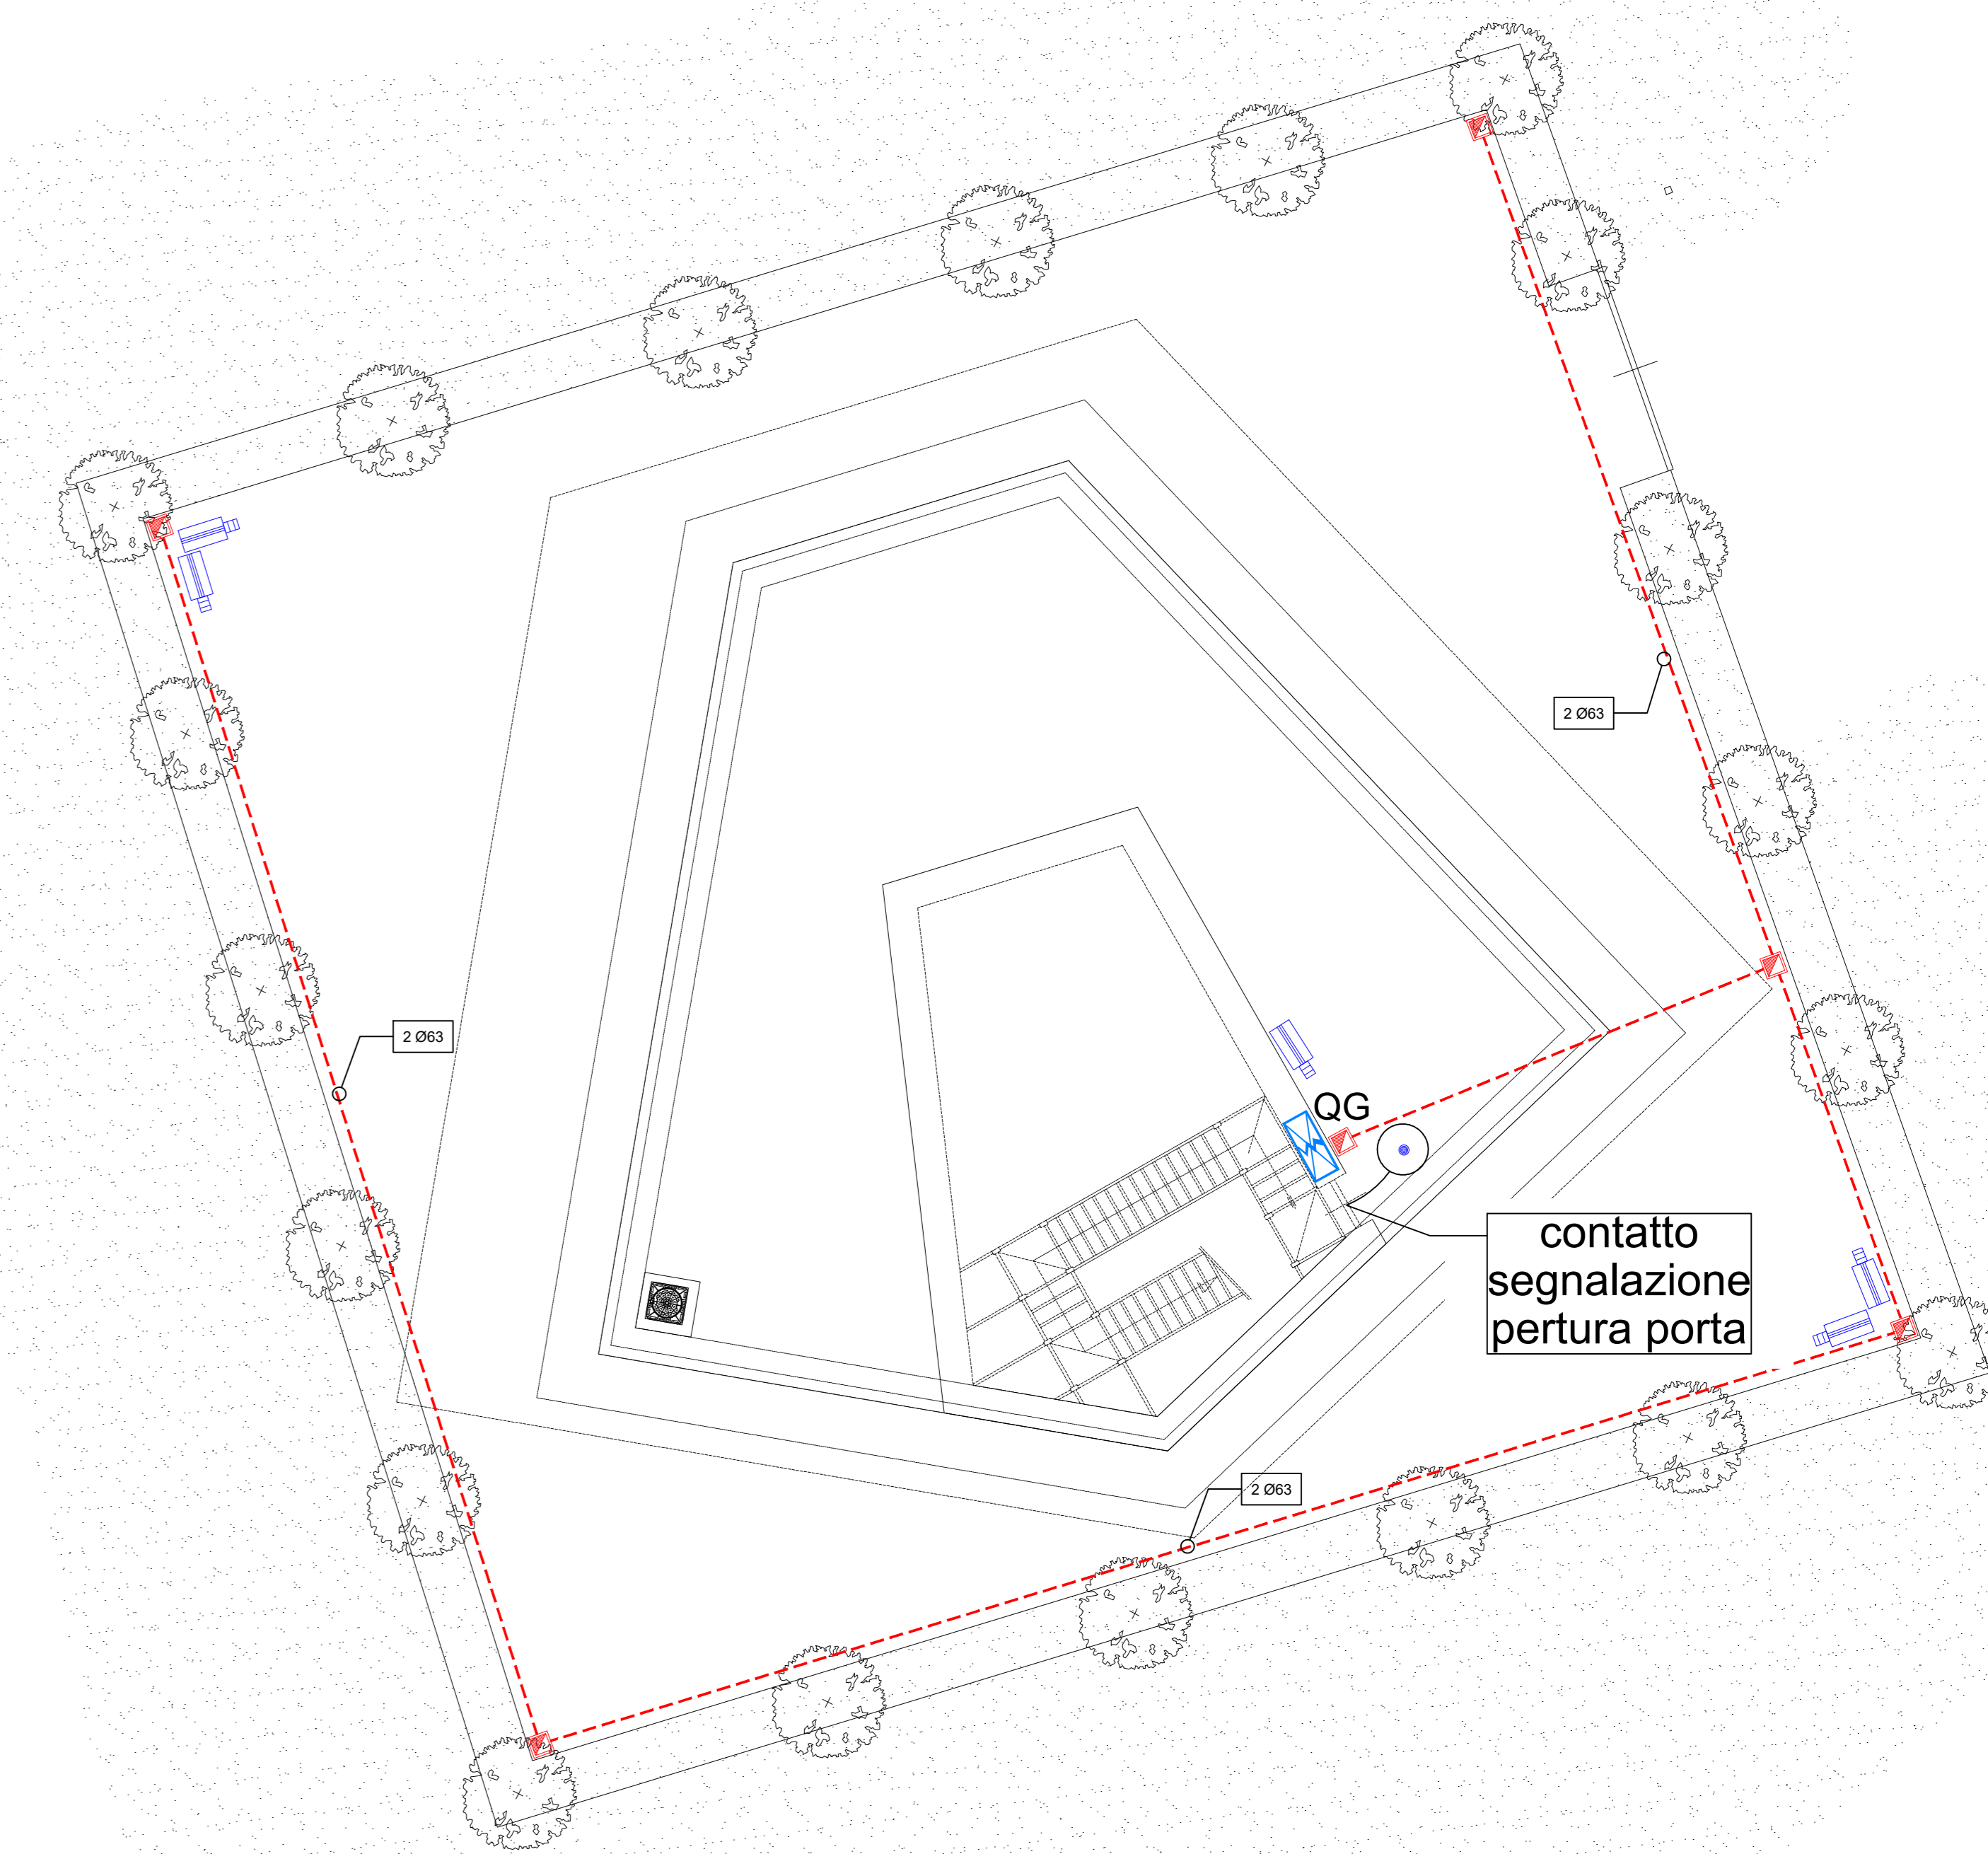 2 Ø63
2 Ø63
QG
contatto
segnalazione
pertura porta
2 Ø63